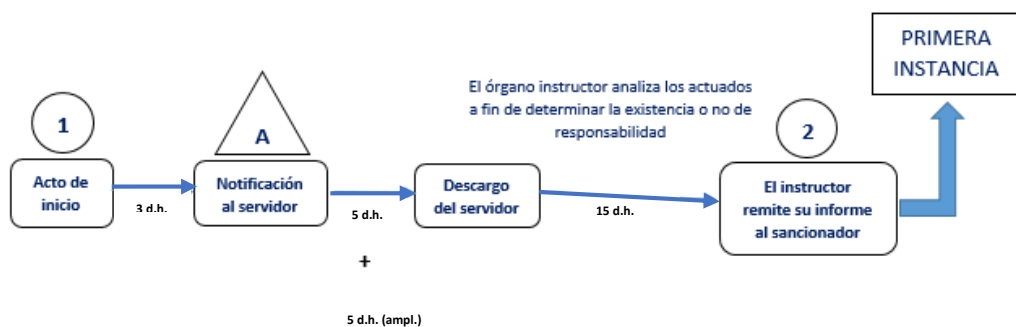 PRIMERA
INSTANCIA
El órgano instructor analiza los actuados
a fin de determinar la existencia o no de
responsabilidad
1
A
2
Acto de
inicio
3 d.h.
Notificación
al servidor
5 d.h.
+
5 d.h. (ampl.)
Descargo
del servidor
15 d.h.
El instructor
remite su informe
al sancionador